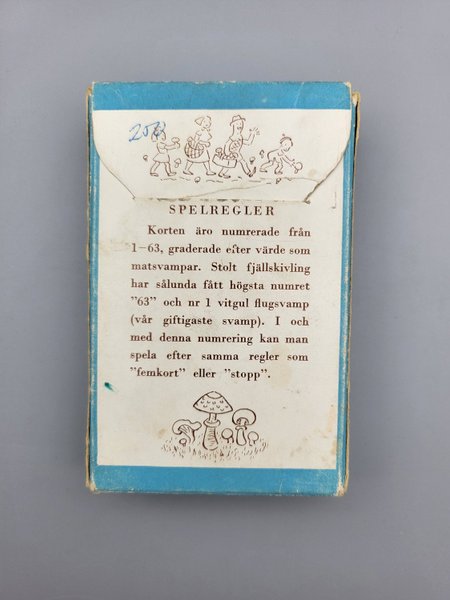 SPELREGLER
Korten äro numrerade från
1–63, graderade efter värde som
matsvampar. Stolt fjällskivling
har sålunda fått högsta numret
"63" och nr 1 vitgul flugsvamp
(vår giftigaste svamp). I och
med denna numrering kan man
spela efter samma regler som
"femkort" eller "stopp".